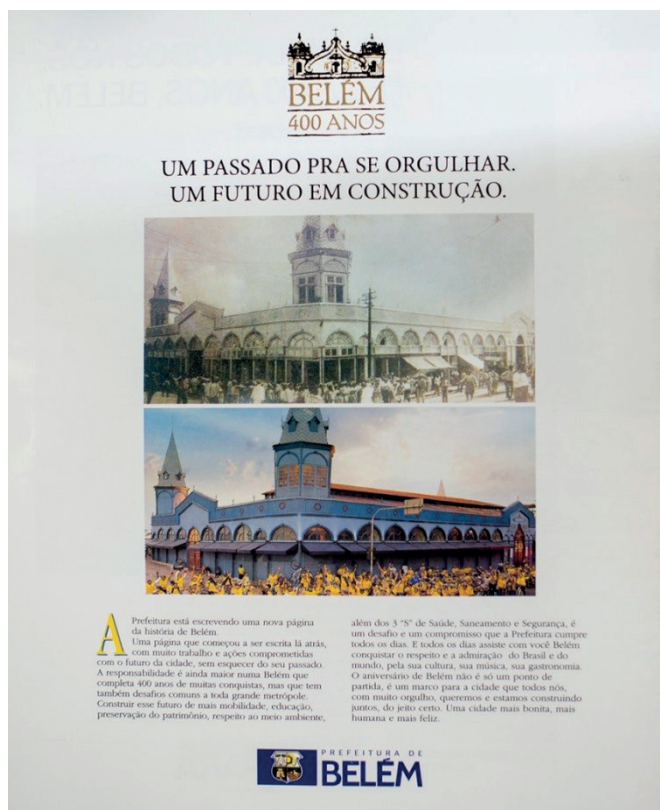 BELÉM
400 ANOS
UM PASSADO PRA SE ORGULHAR.
UM FUTURO EM CONSTRUÇÃO.
A Prefeitura está escrevendo uma nova página
da história de Belém.
Uma página que começou a ser escrita lá atrás,
com muito trabalho e ações comprometidas
com o futuro da cidade, sem esquecer do seu passado.
A responsabilidade é ainda maior numa Belém que
completa 400 anos de muitas conquistas, mas que tem
também desafios comuns a toda grande metrópole.
Construir esse futuro de mais mobilidade, educação,
preservação do patrimônio, respeito ao meio ambiente,
além dos 3 "S" de Saúde, Saneamento e Segurança, é
um desafio e um compromisso que a Prefeitura cumpre
todos os dias. E todos os dias assiste com você Belém
conquistar o respeito e a admiração do Brasil e do
mundo, pela sua cultura, sua música, sua gastronomia.
O aniversário de Belém não é só um ponto de
partida, é um marco para a cidade que todos nós,
com muito orgulho, queremos e estamos construindo
juntos, do jeito certo. Uma cidade mais bonita, mais
humana e mais feliz.
PREFEITURA DE
BELÉM